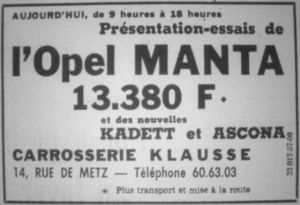 AUJOURD'HUI, de 9 heures à 18 heures
Présentation-essais de
l'Opel MANTA
13.380 F *
et des nouvelles
KADETT et ASCONA
CARROSSERIE KLAUSSE
14, RUE DE METZ — Téléphone 60.63.03
* Plus transport et mise à la route